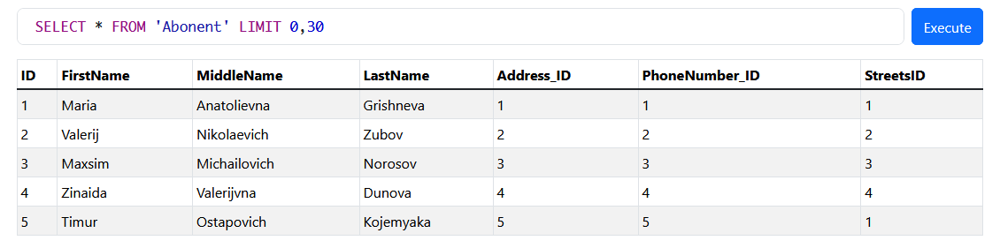 SELECT * FROM 'Abonent' LIMIT 0,30
Execute
ID FirstName MiddleName LastName Address_ID PhoneNumber_ID StreetsID
1 Maria Anatolievna Grishneva 1 1 1
2 Valerij Nikolaevich Zubov 2 2 2
3 Maxsim Michailovich Norosov 3 3 3
4 Zinaida Valerijvna Dunova 4 4 4
5 Timur Ostapovich Kojemyaka 5 5 1